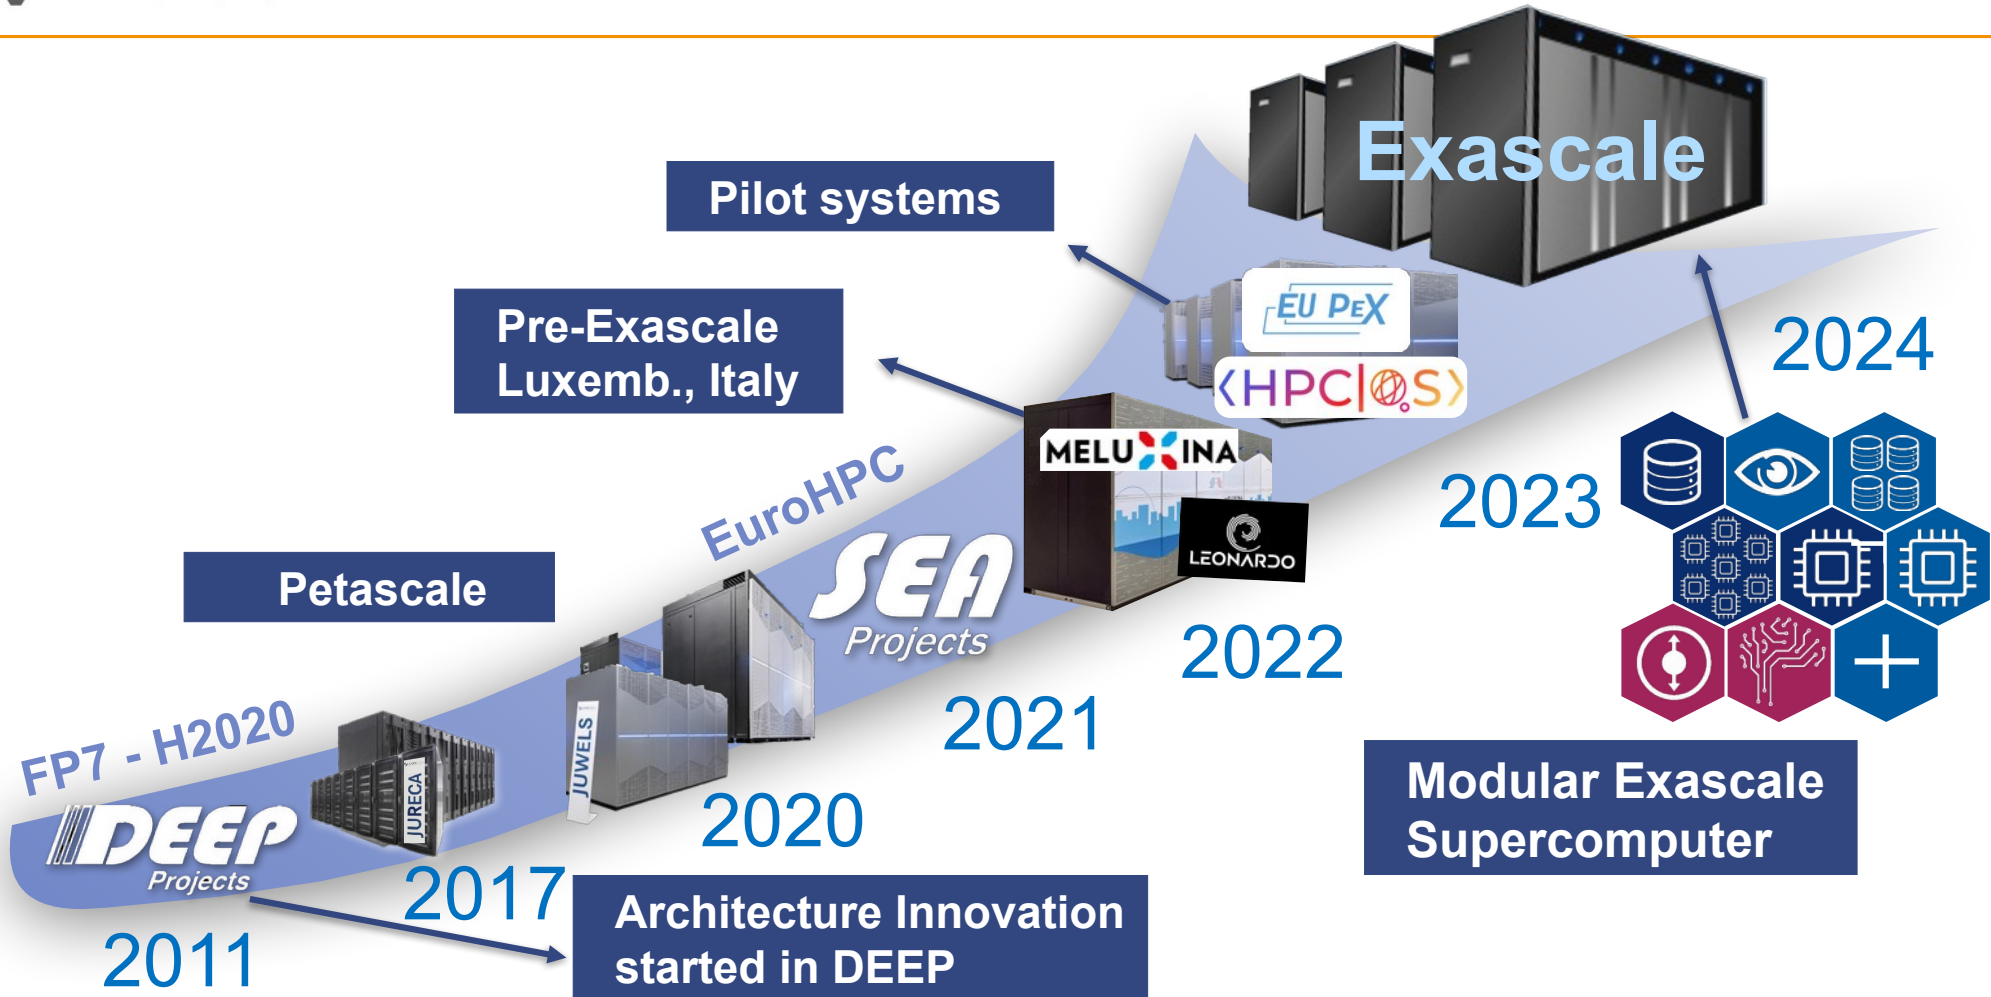 Exascale
Pilot systems
EU PEX
<HPC|QS>
2024
Pre-Exascale
Luxemb., Italy
MELUXINA
LEONARDO
2023
EuroHPC
SEA
Projects
2022
Petascale
JUWELS
2021
FP7 - H2020
JURECA
2020
DEEP
Projects
2017
2011
Architecture Innovation
started in DEEP
Modular Exascale
Supercomputer